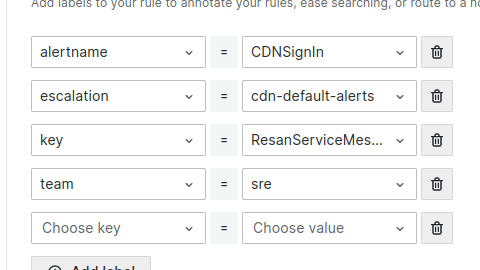 Add labels to your rule to annotate your rules, ease searching, or route to a
alertname = CDNSignIn
escalation = cdn-default-alerts
key = ResanServiceMes...
team = sre
Choose key = Choose value
Add label